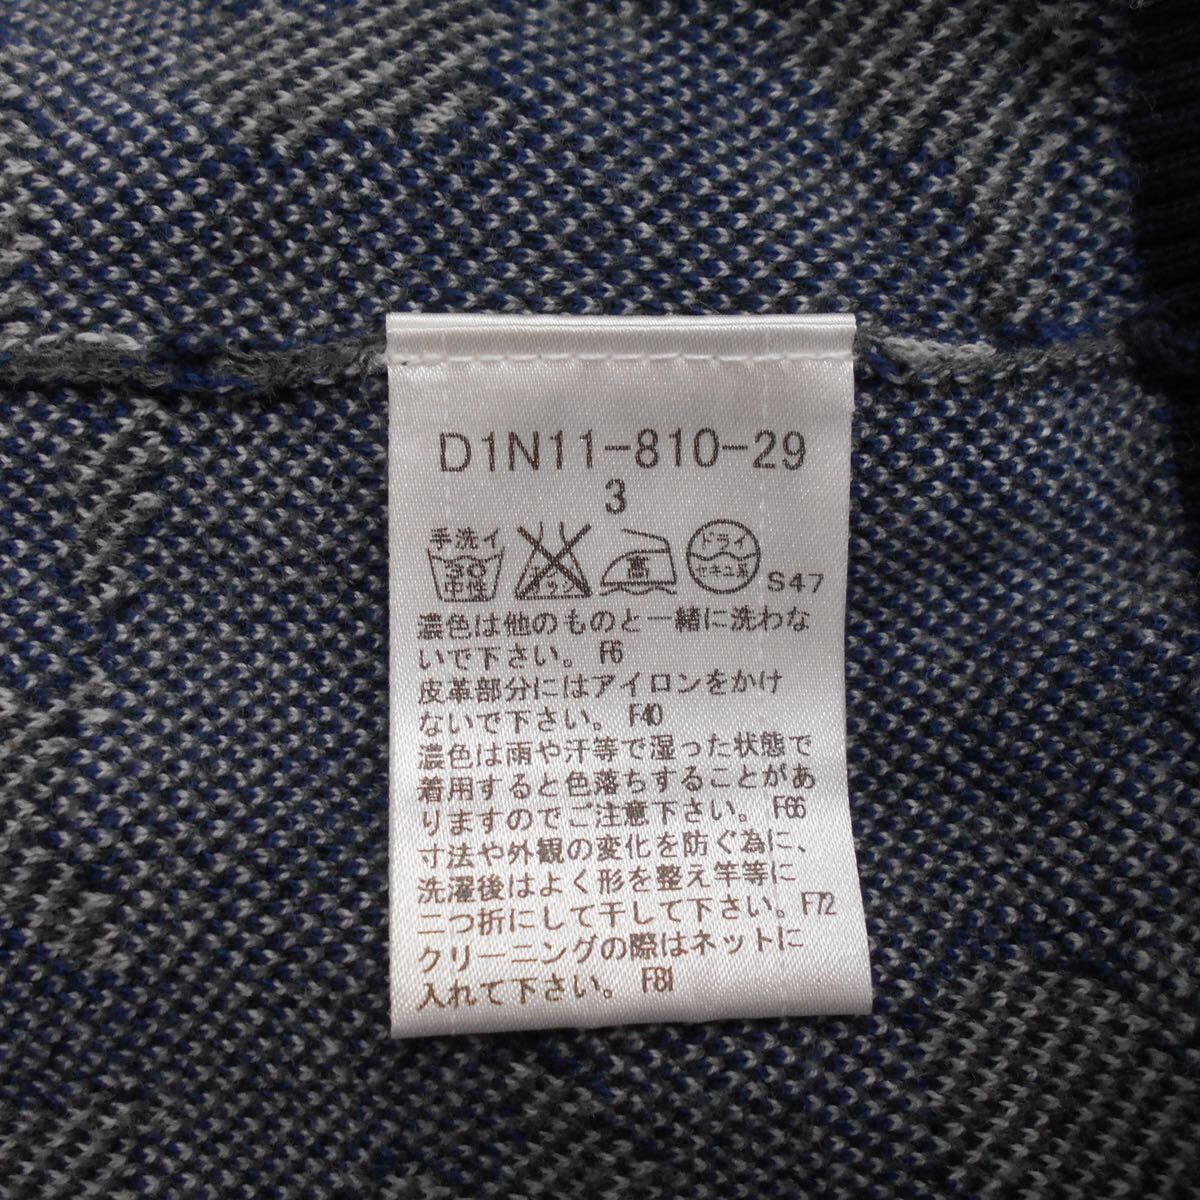 D1N11-810-29
3
手洗イ
30
中性
エンソサラシ
高
ドライ
セキユ系
S47
濃色は他のものと一緒に洗わな
いで下さい。 F6
皮革部分にはアイロンをかけ
ないで下さい。 F40
濃色は雨や汗等で湿った状態で
着用すると色落ちすることがあ
りますのでご注意下さい。 F66
寸法や外観の変化を防ぐ為に、
洗濯後はよく形を整え竿等に
二つ折にして干して下さい。F72
クリーニングの際はネットに
入れて下さい。 F81